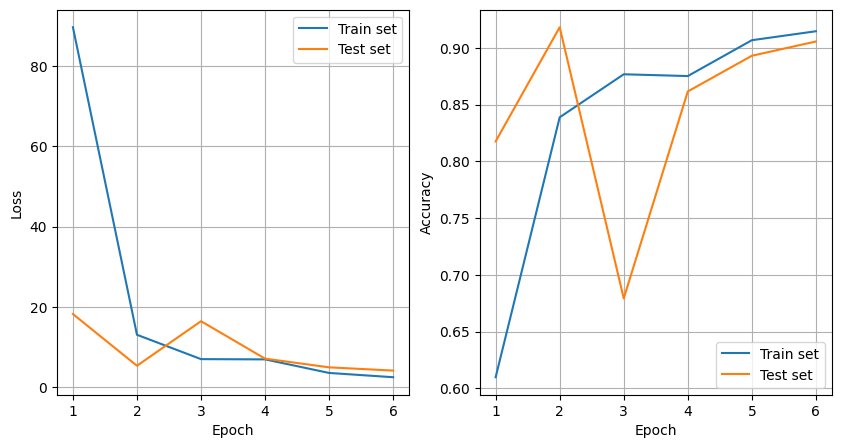 Train set
Test set
80
60
40
20
0
Loss
1 2 3 4 5 6
Epoch
0.90
0.85
0.80
0.75
0.70
0.65
0.60
Accuracy
Train set
Test set
1 2 3 4 5 6
Epoch